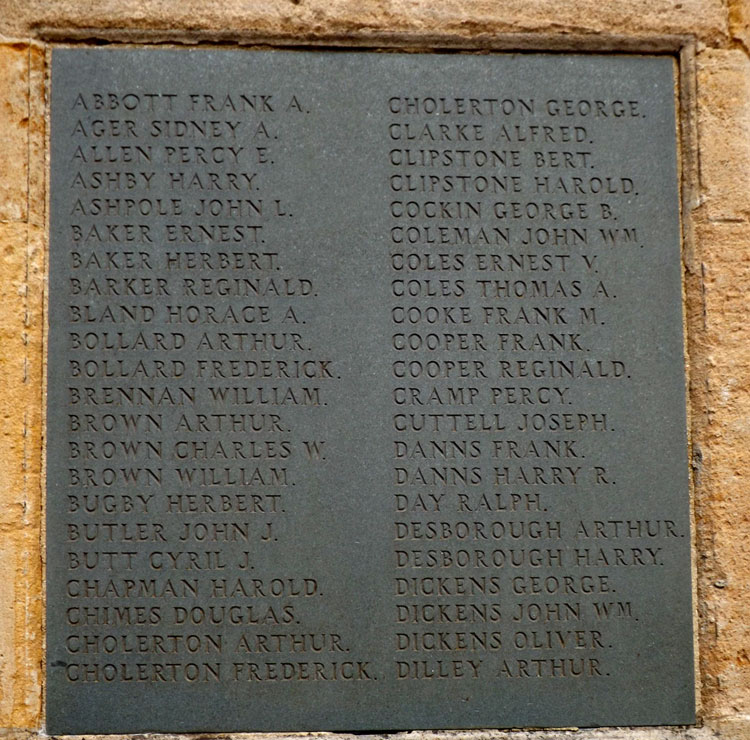 ABBOTT FRANK A.
AGER SIDNEY A.
ALLEN PERCY E.
ASHBY HARRY.
ASHPOLE JOHN L.
BAKER ERNEST.
BAKER HERBERT.
BARKER REGINALD.
BLAND HORACE A.
BOLLARD ARTHUR.
BOLLARD FREDERICK.
BRENNAN WILLIAM.
BROWN ARTHUR.
BROWN CHARLES W.
BROWN WILLIAM.
BUGBY HERBERT.
BUTLER JOHN J.
BUTT CYRIL J.
CHAPMAN HAROLD.
CHIMES DOUGLAS.
CHOLERTON ARTHUR.
CHOLERTON FREDERICK.
CHOLERTON GEORGE.
CLARKE ALFRED.
CLIPSTONE BERT.
CLIPSTONE HAROLD.
COCKIN GEORGE B.
COLEMAN JOHN WM.
COLES ERNEST V.
COLES THOMAS A.
COOKE FRANK M.
COOPER FRANK.
COOPER REGINALD.
CRAMP PERCY.
CUTTELL JOSEPH.
DANNS FRANK.
DANNS HARRY R.
DAY RALPH.
DESBOROUGH ARTHUR.
DESBOROUGH HARRY.
DICKENS GEORGE.
DICKENS JOHN WM.
DICKENS OLIVER.
DILLEY ARTHUR.